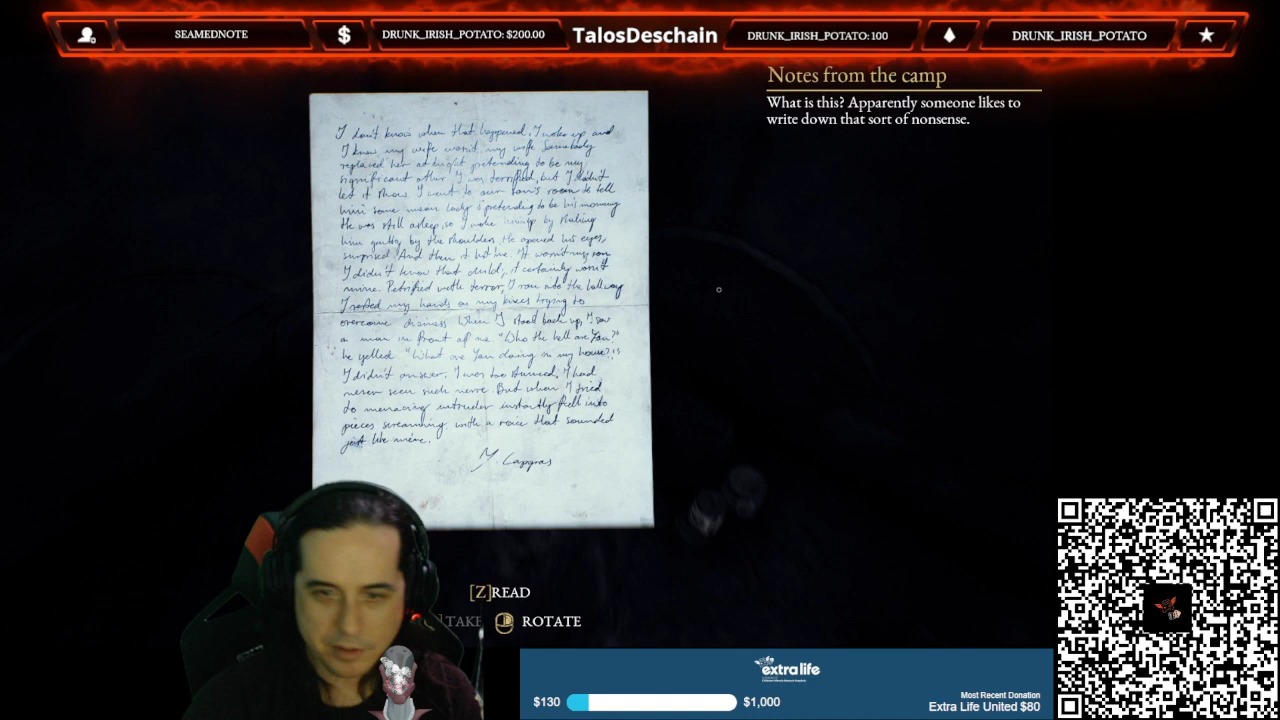 SEAMEDNOTE
$
DRUNK_IRISH_POTATO: $200.00
TalosDeschain
DRUNK_IRISH_POTATO: 100
DRUNK_IRISH_POTATO
Notes from the camp
What is this? Apparently someone likes to
write down that sort of nonsense.
I don't know when that happened. I woke up and
I knew my wife wasn't my wife. Somebody
replaced her at night pretending to be my
significant other. I was terrified, but I didn't
let it show. I went to our son's room to tell
him some mean lady is pretending to be his mommy
He was still asleep, so I woke him up by shaking
him gently by the shoulders. He opened his eyes,
surprised. And then it hit me. It wasn't my son
I didn't know that child, it certainly wasn't
mine. Petrified with terror, I ran into the hallway
I rested my hands on my knees trying to
overcome diziness. When I stood back up, I saw
a man in front of me "Who the hell are You?"
he yelled "What are You doing in my house?!"
I didn't answer. I was too stunned. I had
never seen such nerve. But when I tried
to menacing intruder instantly fell into
pieces screaming with a voice that sounded
just like mine.
Y. Capgras
[Z]READ
TAKE ROTATE
extralife
$130
$1,000
Most Recent Donation
Extra Life United $80